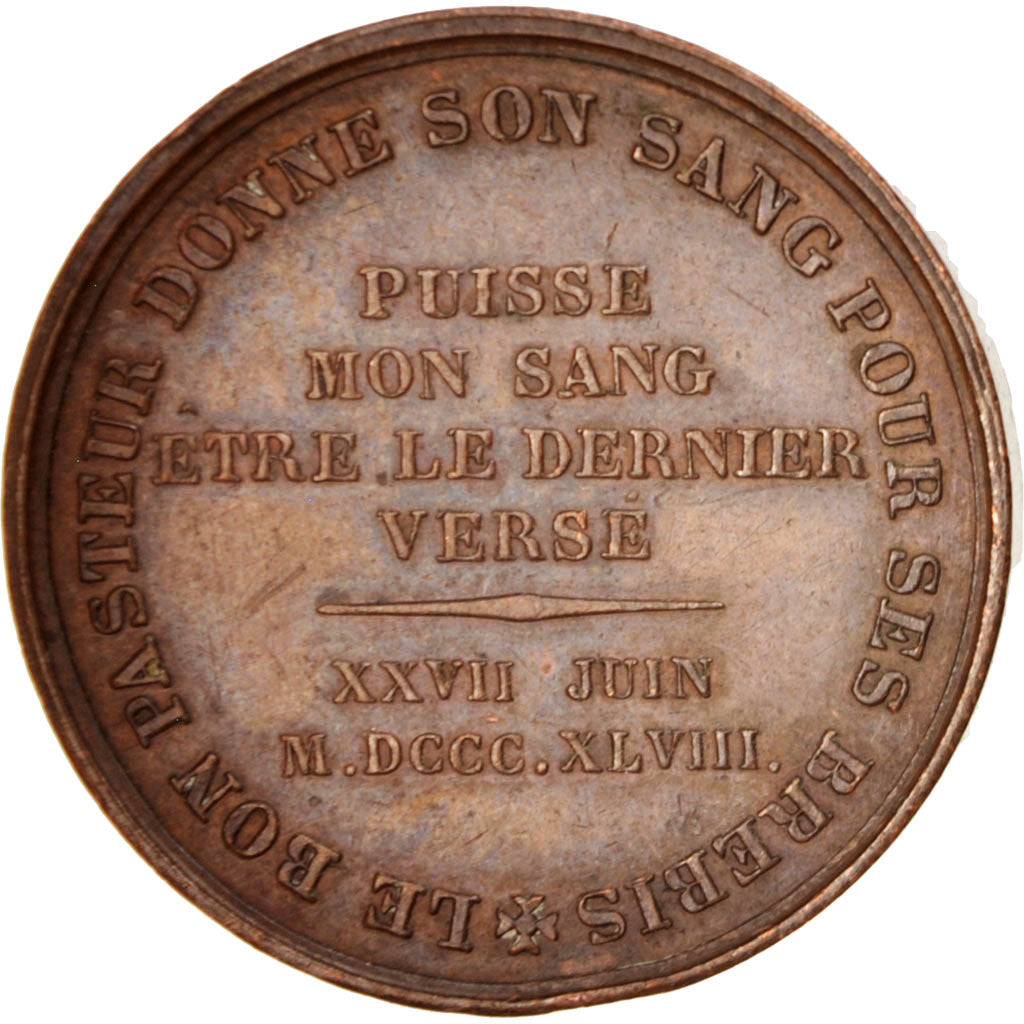 LE BON PASTEUR DONNE SON SANG POUR SES BREBIS
PUISSE
MON SANG
ÊTRE LE DERNIER
VERSÉ
XXVII JUIN
M.DCCC.XLVIII.